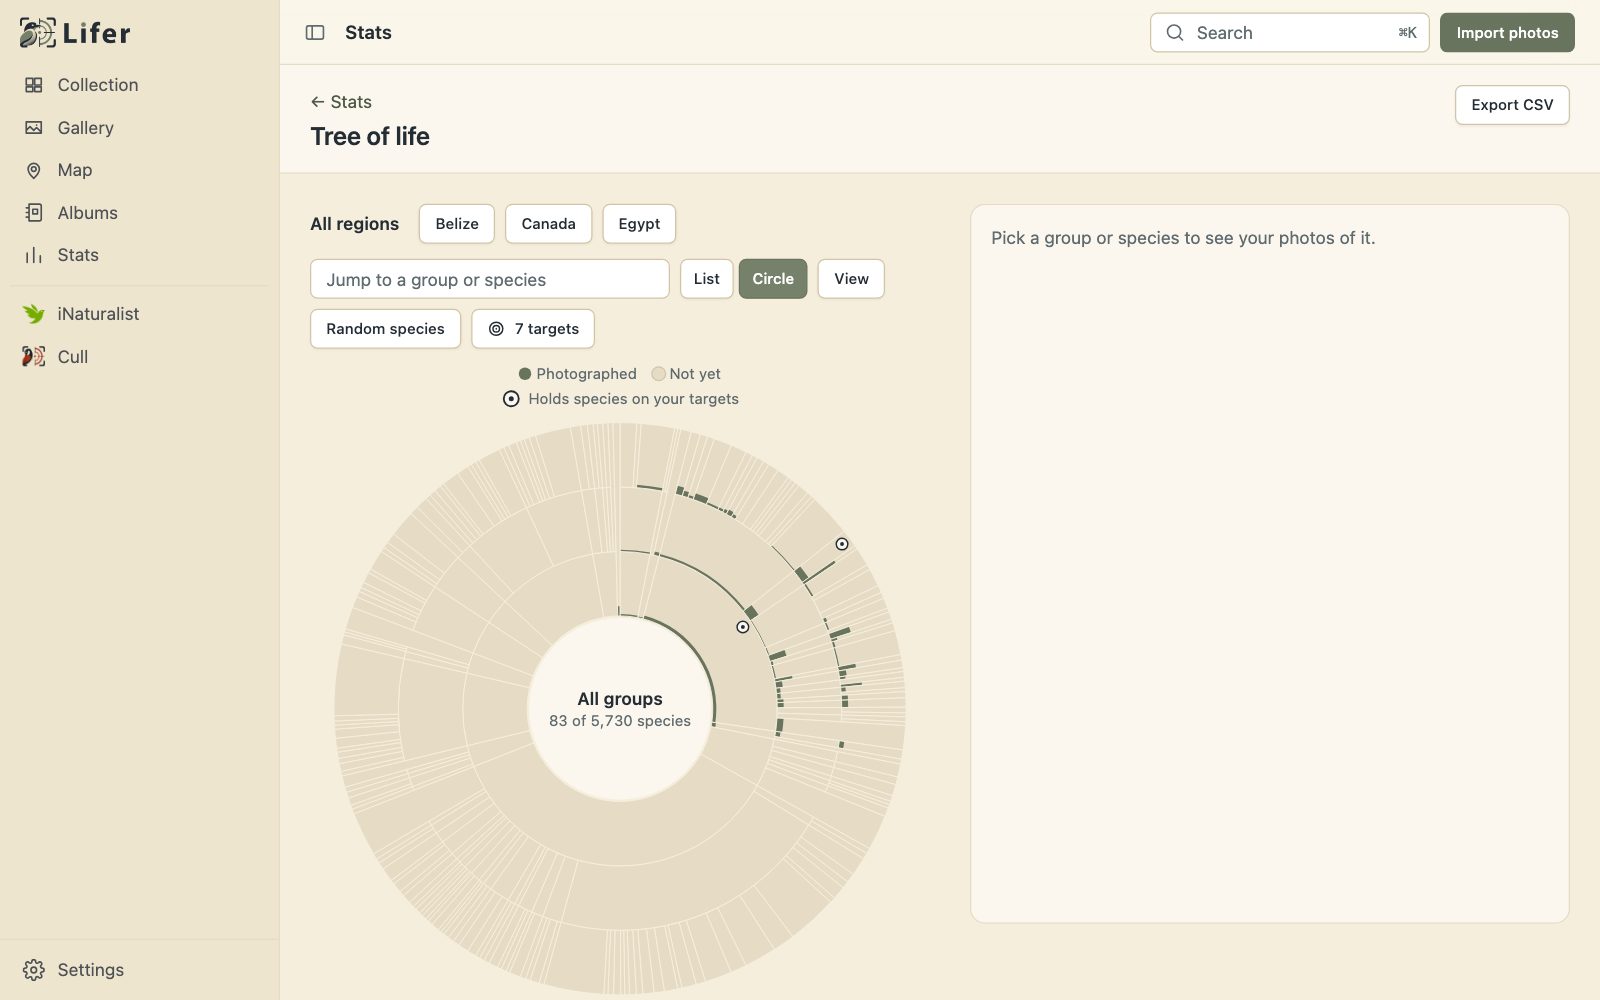 Lifer
Stats
Search
⌘K
Import photos
Collection
Gallery
Map
Albums
Stats
iNaturalist
Cull
Settings
← Stats
Tree of life
Export CSV
All regions
Belize
Canada
Egypt
Jump to a group or species
List
Circle
View
Random species
7 targets
Photographed
Not yet
Holds species on your targets
All groups
83 of 5,730 species
Pick a group or species to see your photos of it.